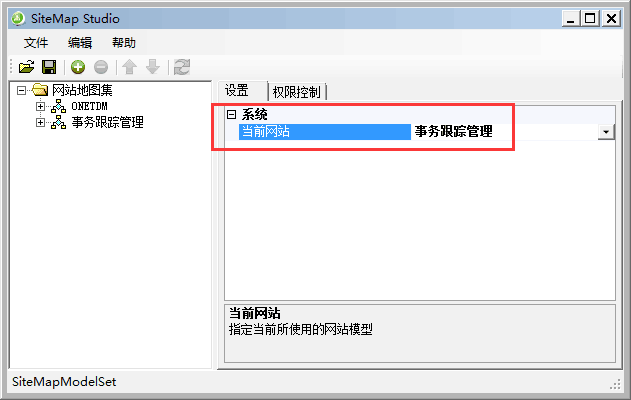 SiteMap Studio
文件 编辑 帮助
网站地图集
ONETDM
事务跟踪管理
设置 权限控制
系统
当前网站 事务跟踪管理
当前网站
指定当前所使用的网站模型
SiteMapModelSet